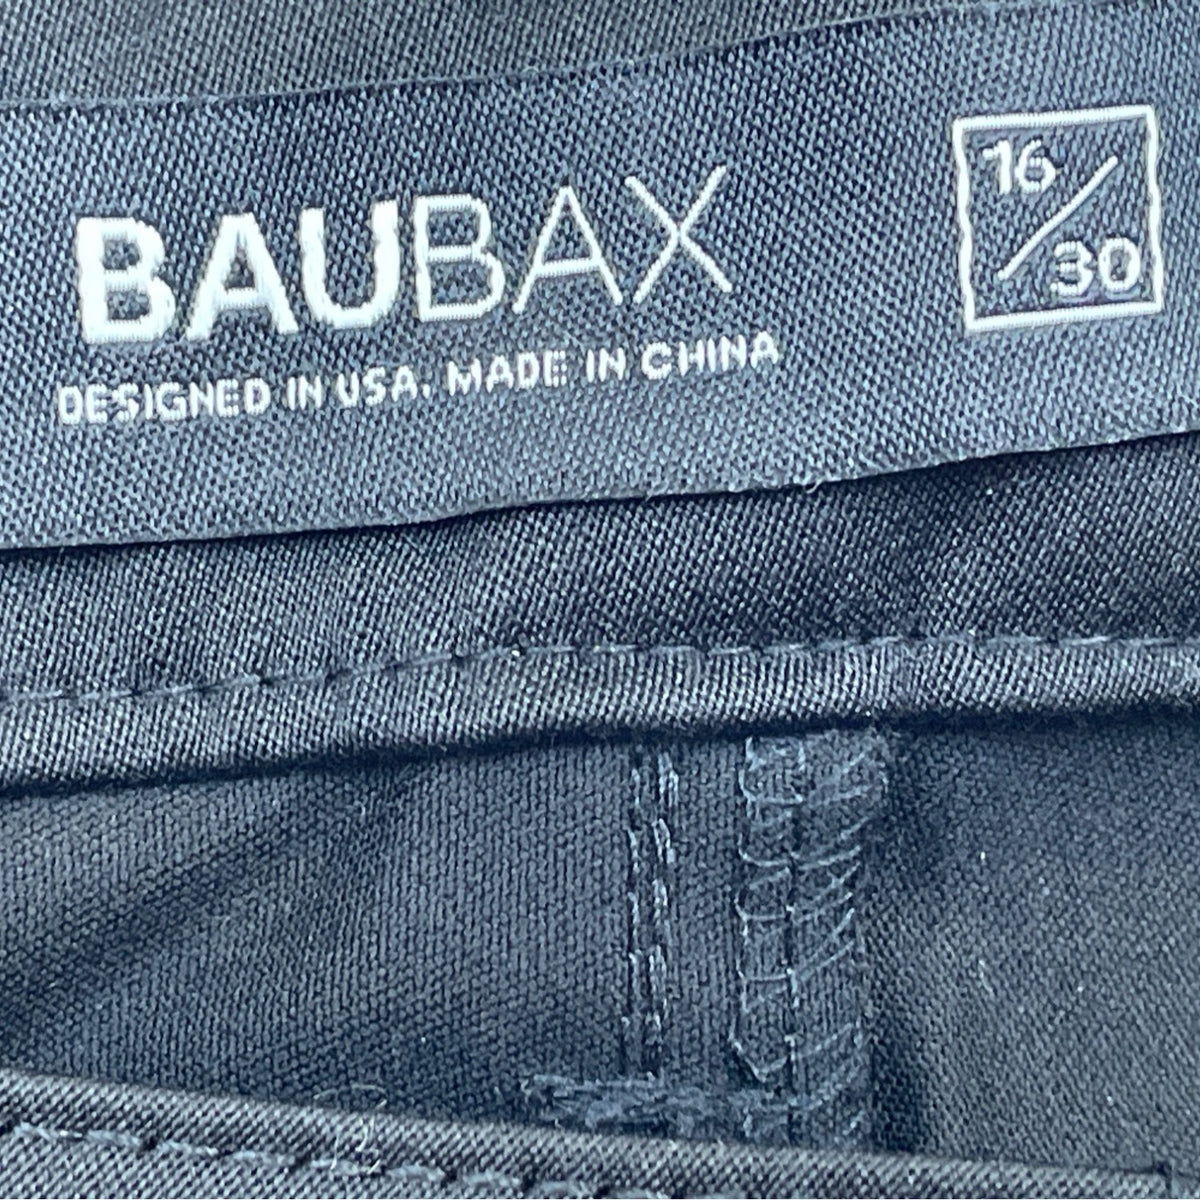 BAUBAX
DESIGNED IN USA. MADE IN CHINA
16/30